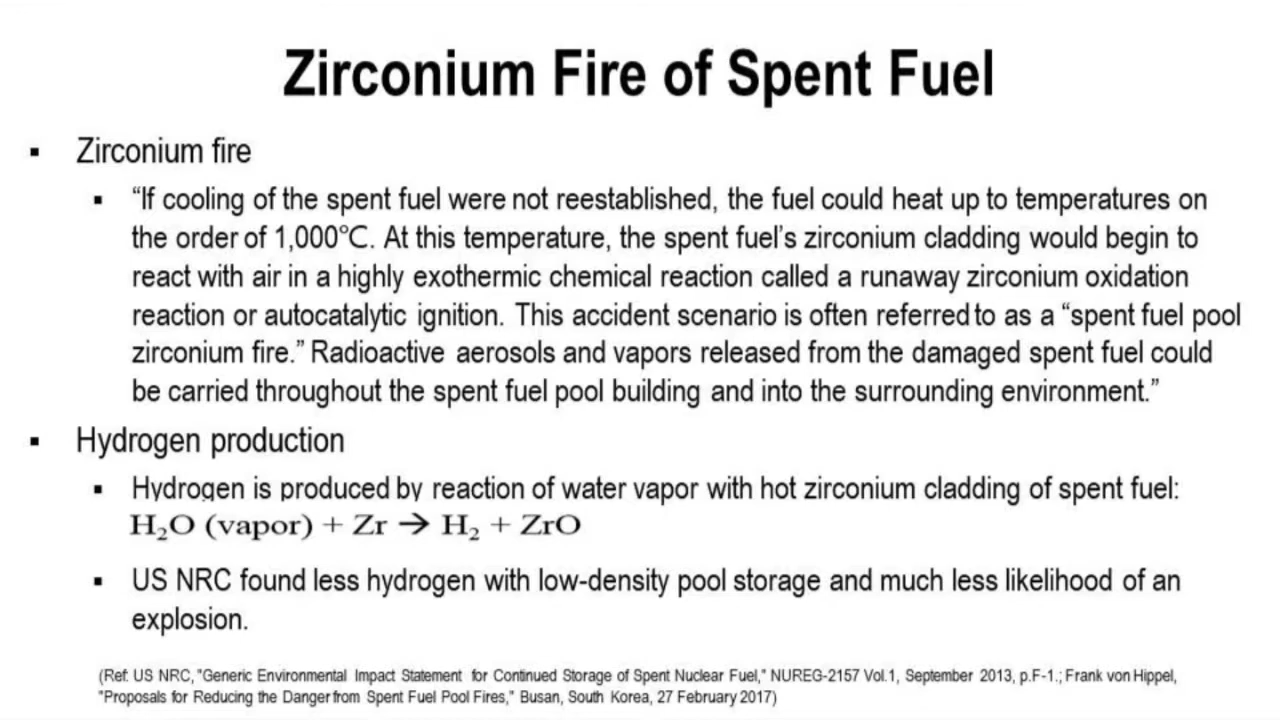 Zirconium Fire of Spent Fuel
▪ Zirconium fire
▪ “If cooling of the spent fuel were not reestablished, the fuel could heat up to temperatures on
the order of 1,000℃. At this temperature, the spent fuel’s zirconium cladding would begin to
react with air in a highly exothermic chemical reaction called a runaway zirconium oxidation
reaction or autocatalytic ignition. This accident scenario is often referred to as a “spent fuel pool
zirconium fire.” Radioactive aerosols and vapors released from the damaged spent fuel could
be carried throughout the spent fuel pool building and into the surrounding environment.”
▪ Hydrogen production
▪ Hydrogen is produced by reaction of water vapor with hot zirconium cladding of spent fuel:
H₂O (vapor) + Zr → H₂ + ZrO
▪ US NRC found less hydrogen with low-density pool storage and much less likelihood of an
explosion.
(Ref: US NRC, "Generic Environmental Impact Statement for Continued Storage of Spent Nuclear Fuel," NUREG-2157 Vol.1, September 2013, p.F-1.; Frank von Hippel,
"Proposals for Reducing the Danger from Spent Fuel Pool Fires," Busan, South Korea, 27 February 2017)